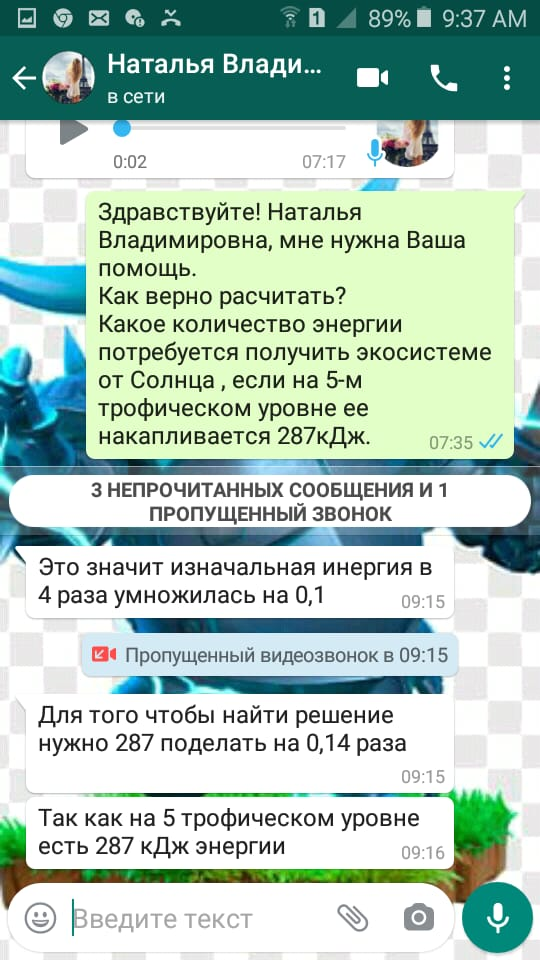 1 89% 9:37 AM
Наталья Влади...
в сети
0:02 07:17
Здравствуйте! Наталья
Владимировна, мне нужна Ваша
помощь.
Как верно расчитать?
Какое количество энергии
потребуется получить экосистеме
от Солнца , если на 5-м
трофическом уровне ее
накапливается 287кДж.
07:35
3 НЕПРОЧИТАННЫХ СООБЩЕНИЯ И 1
ПРОПУЩЕННЫЙ ЗВОНОК
Это значит изначальная инергия в
4 раза умножилась на 0,1
09:15
Пропущенный видеозвонок в 09:15
Для того чтобы найти решение
нужно 287 поделать на 0,14 раза
09:15
Так как на 5 трофическом уровне
есть 287 кДж энергии
09:16
Введите текст